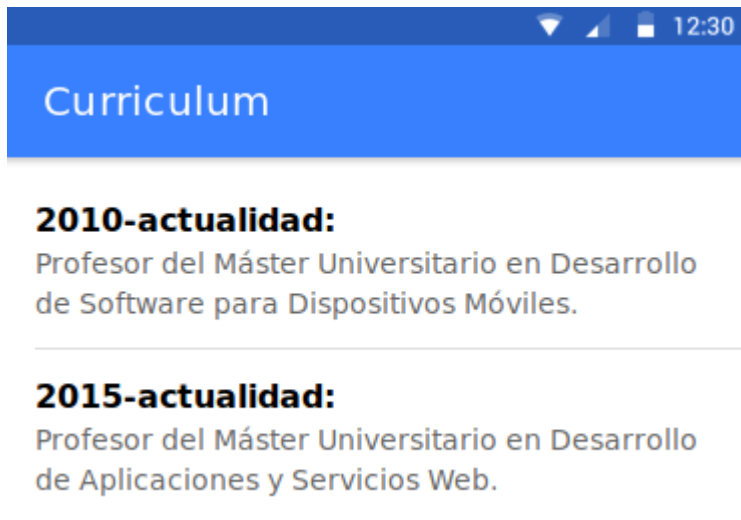 12:30
Curriculum
2010-actualidad:
Profesor del Máster Universitario en Desarrollo
de Software para Dispositivos Móviles.
2015-actualidad:
Profesor del Máster Universitario en Desarrollo
de Aplicaciones y Servicios Web.